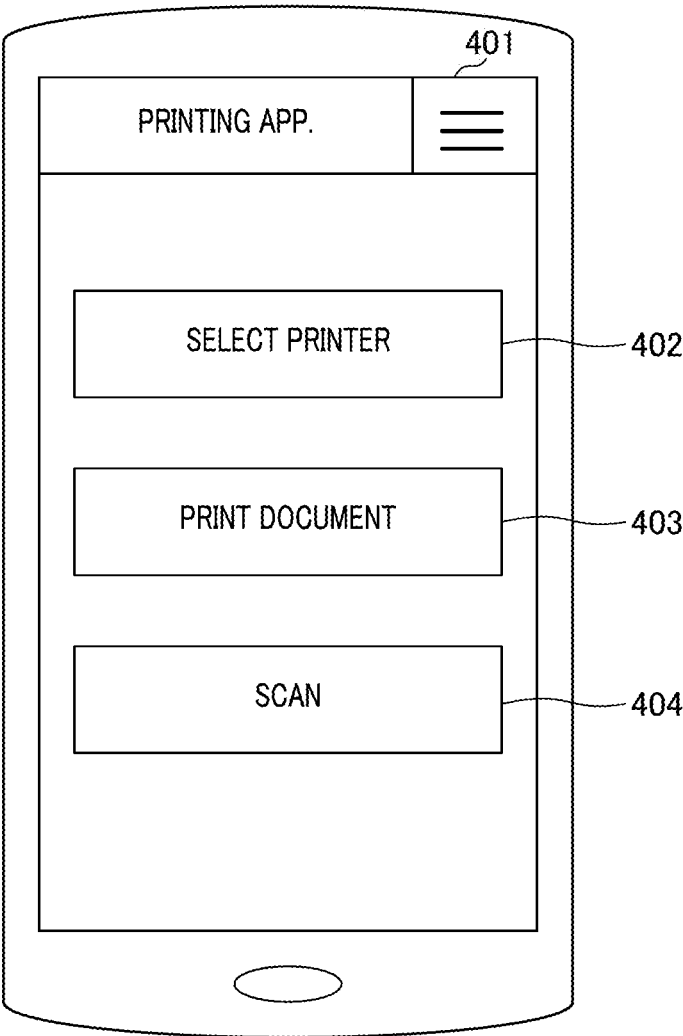 401
PRINTING APP.
SELECT PRINTER
402
PRINT DOCUMENT
403
SCAN
404